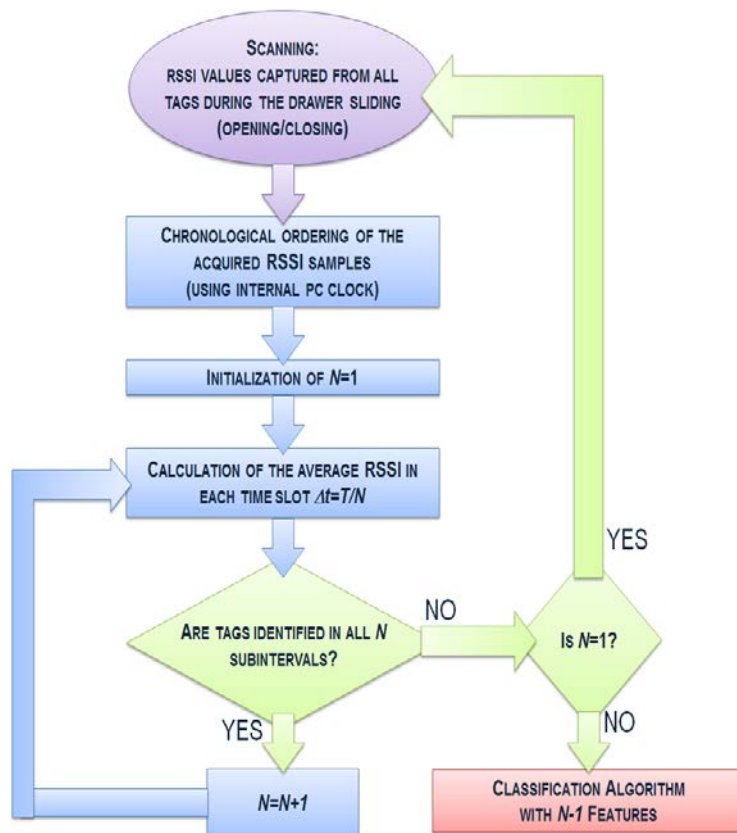 SCANNING:
RSSI VALUES CAPTURED FROM ALL
TAGS DURING THE DRAWER SLIDING
(OPENING/CLOSING)
CHRONOLOGICAL ORDERING OF THE
ACQUIRED RSSI SAMPLES
(USING INTERNAL PC CLOCK)
INITIALIZATION OF N=1
CALCULATION OF THE AVERAGE RSSI IN
EACH TIME SLOT Δt=T/N
YES
NO
ARE TAGS IDENTIFIED IN ALL N
SUBINTERVALS?
IS N=1?
YES
NO
N=N+1
CLASSIFICATION ALGORITHM
WITH N-1 FEATURES